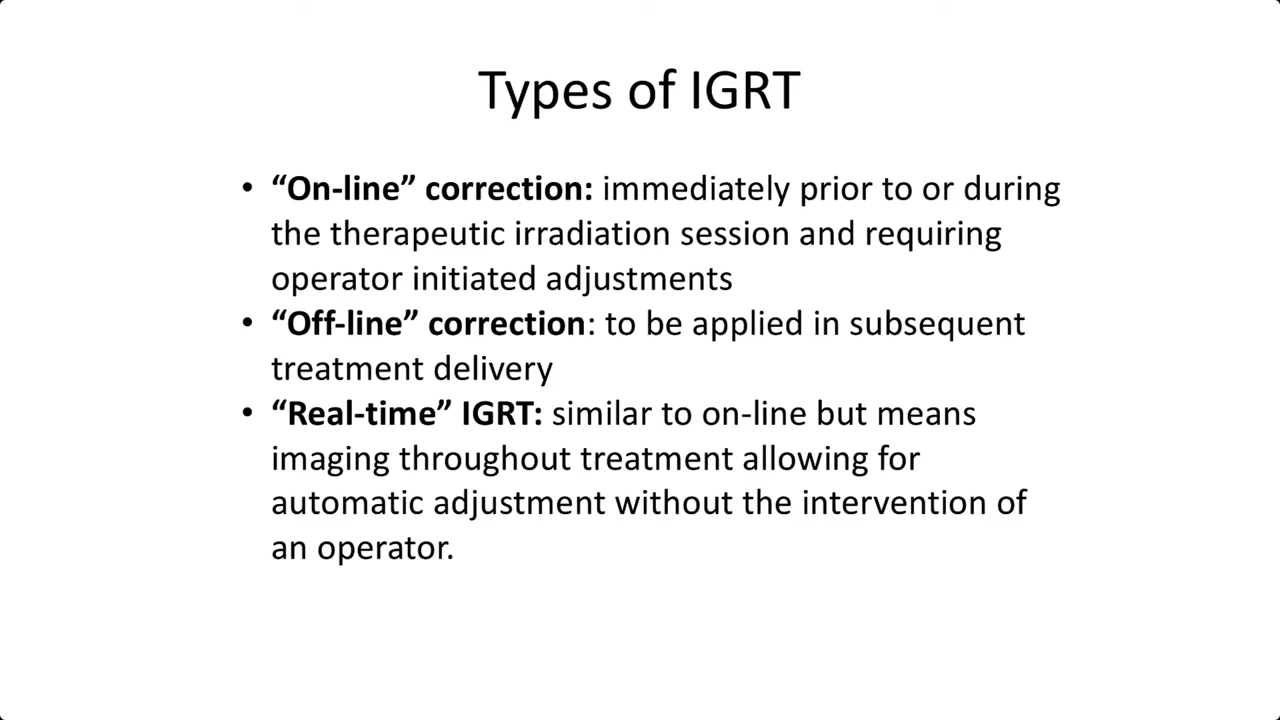 Types of IGRT
• “On-line” correction: immediately prior to or during
the therapeutic irradiation session and requiring
operator initiated adjustments
• “Off-line” correction: to be applied in subsequent
treatment delivery
• “Real-time” IGRT: similar to on-line but means
imaging throughout treatment allowing for
automatic adjustment without the intervention of
an operator.